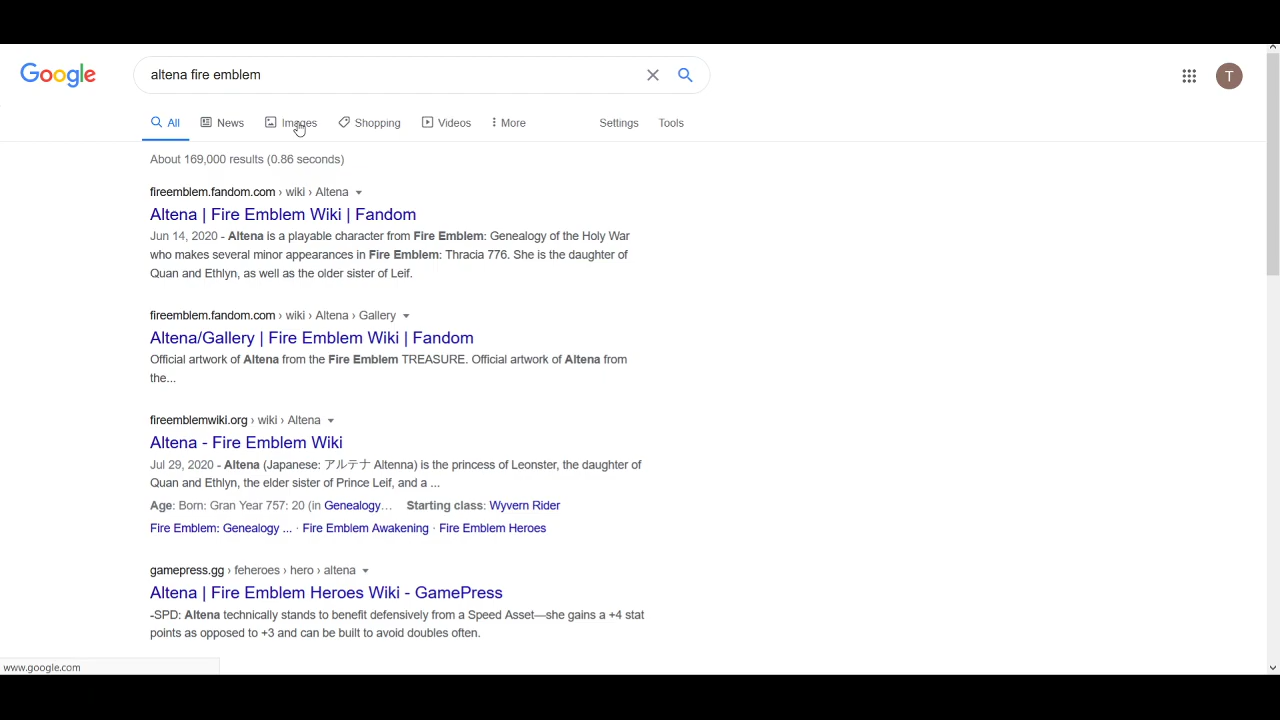 Google
altena fire emblem
T
All News Images Shopping Videos More Settings Tools
About 169,000 results (0.86 seconds)
fireemblem.fandom.com › wiki › Altena
Altena | Fire Emblem Wiki | Fandom
Jun 14, 2020 - Altena is a playable character from Fire Emblem: Genealogy of the Holy War
who makes several minor appearances in Fire Emblem: Thracia 776. She is the daughter of
Quan and Ethlyn, as well as the older sister of Leif.
fireemblem.fandom.com › wiki › Altena › Gallery
Altena/Gallery | Fire Emblem Wiki | Fandom
Official artwork of Altena from the Fire Emblem TREASURE. Official artwork of Altena from
the...
fireemblemwiki.org › wiki › Altena
Altena - Fire Emblem Wiki
Jul 29, 2020 - Altena (Japanese: アルテナ Altenna) is the princess of Leonster, the daughter of
Quan and Ethlyn, the elder sister of Prince Leif, and a ...
Age: Born: Gran Year 757: 20 (in Genealogy… Starting class: Wyvern Rider
Fire Emblem: Genealogy ... · Fire Emblem Awakening · Fire Emblem Heroes
gamepress.gg › feheroes › hero › altena
Altena | Fire Emblem Heroes Wiki - GamePress
-SPD: Altena technically stands to benefit defensively from a Speed Asset—she gains a +4 stat
points as opposed to +3 and can be built to avoid doubles often.
www.google.com